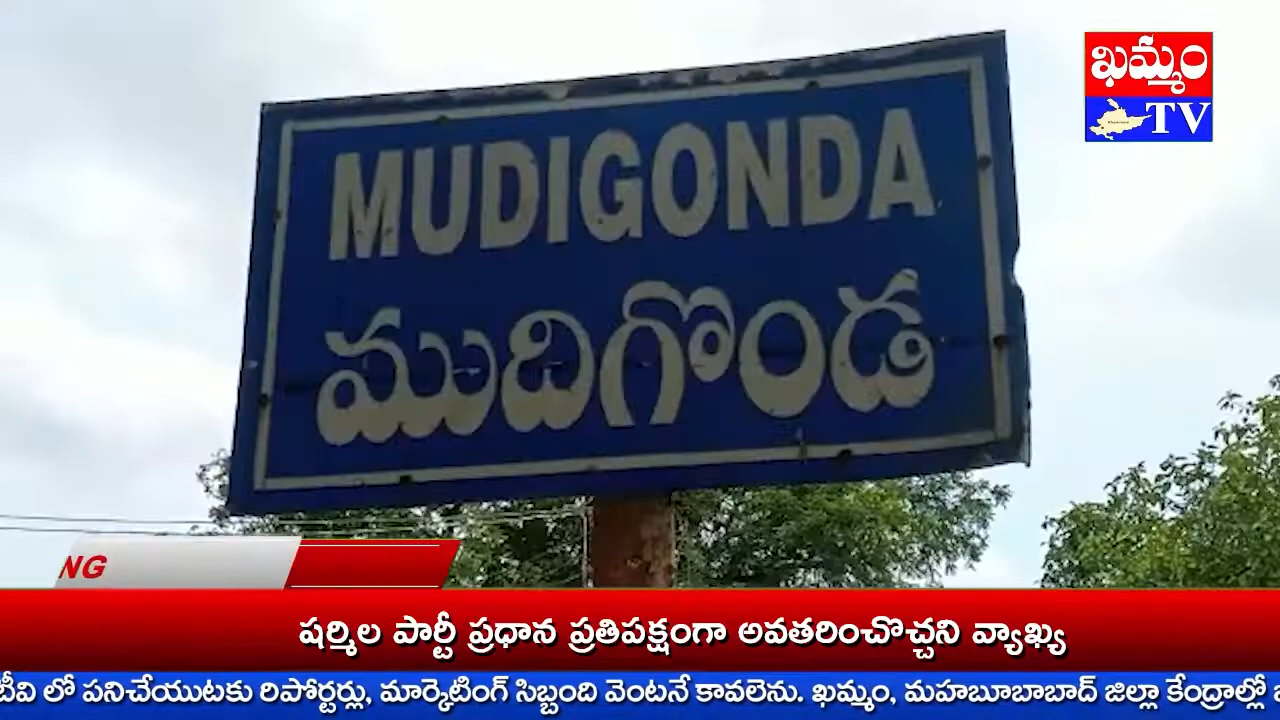 ఖమ్మం
TV
MUDIGONDA
ముదిగొండ
NG
షర్మిల పార్టీ ప్రధాన ప్రతిపక్షంగా అవతరించొచ్చని వ్యాఖ్య
టీవి లో పనిచేయుటకు రిపోర్టర్లు, మార్కెటింగ్ సిబ్బంది వెంటనే కావలెను. ఖమ్మం, మహబూబాబాద్ జిల్లా కేంద్రాల్లో